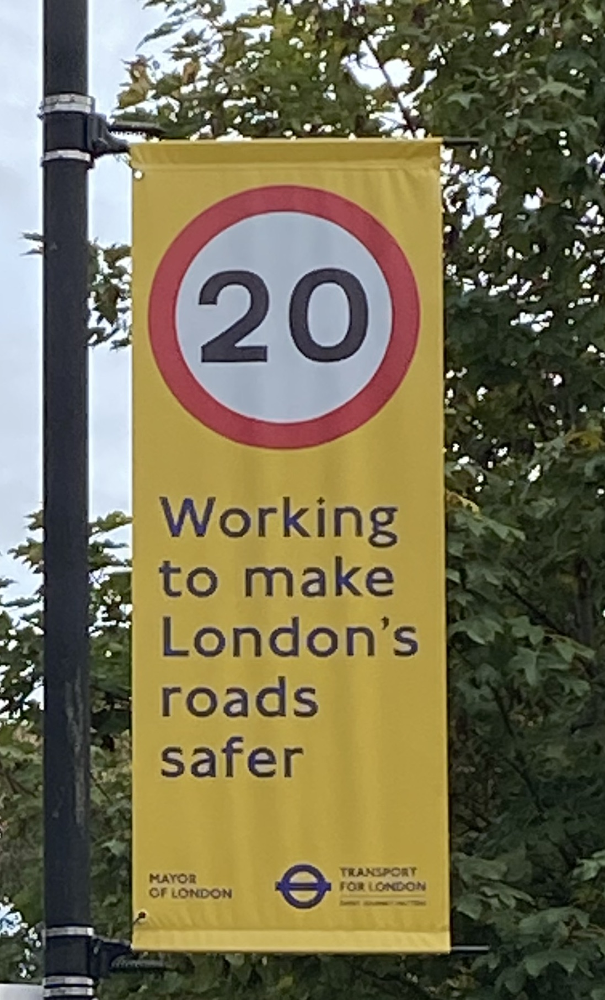 20
Working
to make
London's
roads
safer
MAYOR
OF LONDON
TRANSPORT
FOR LONDON